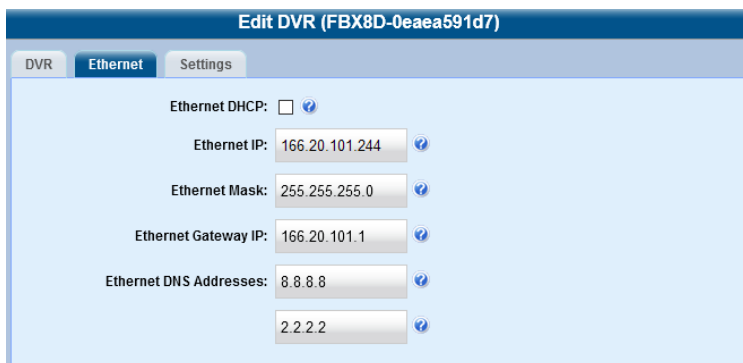 Edit DVR (FBX8D-0eaea591d7)
DVR Ethernet Settings
Ethernet DHCP: ?
Ethernet IP: 166.20.101.244 ?
Ethernet Mask: 255.255.255.0 ?
Ethernet Gateway IP: 166.20.101.1 ?
Ethernet DNS Addresses: 8.8.8.8 ?
2.2.2.2 ?